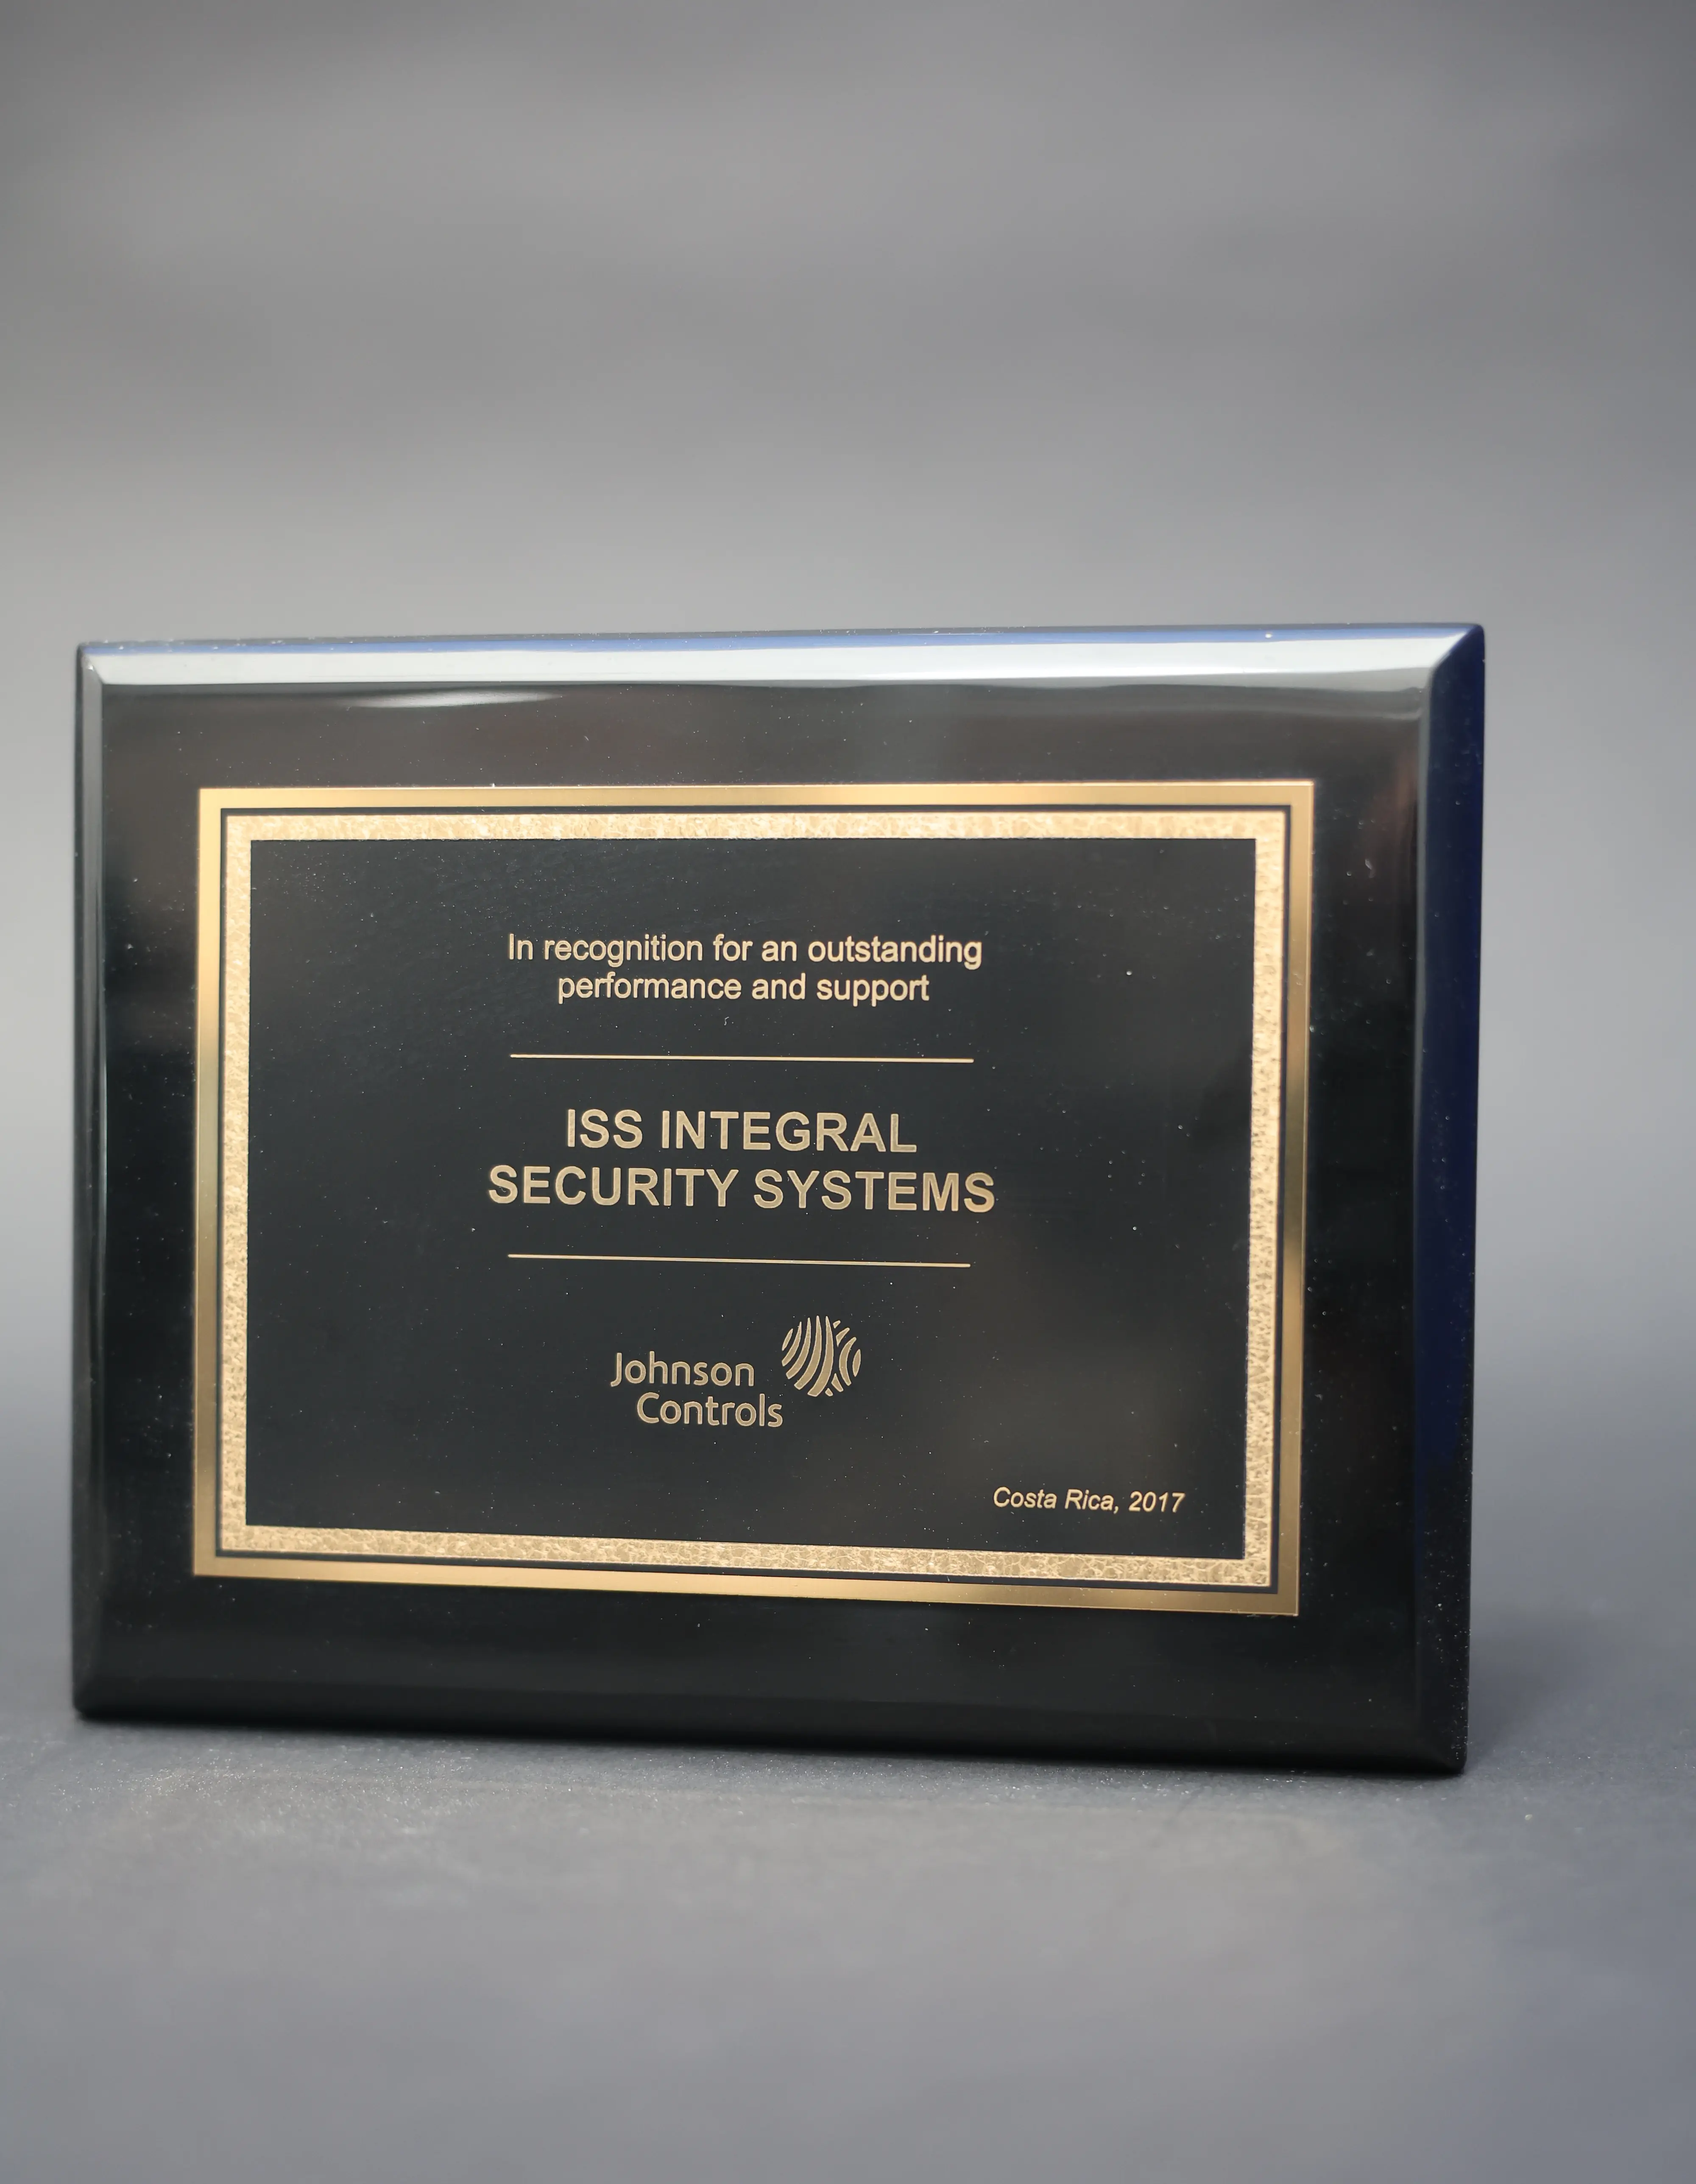 In recognition for an outstanding
performance and support
ISS INTEGRAL
SECURITY SYSTEMS
Johnson
Controls
Costa Rica, 2017